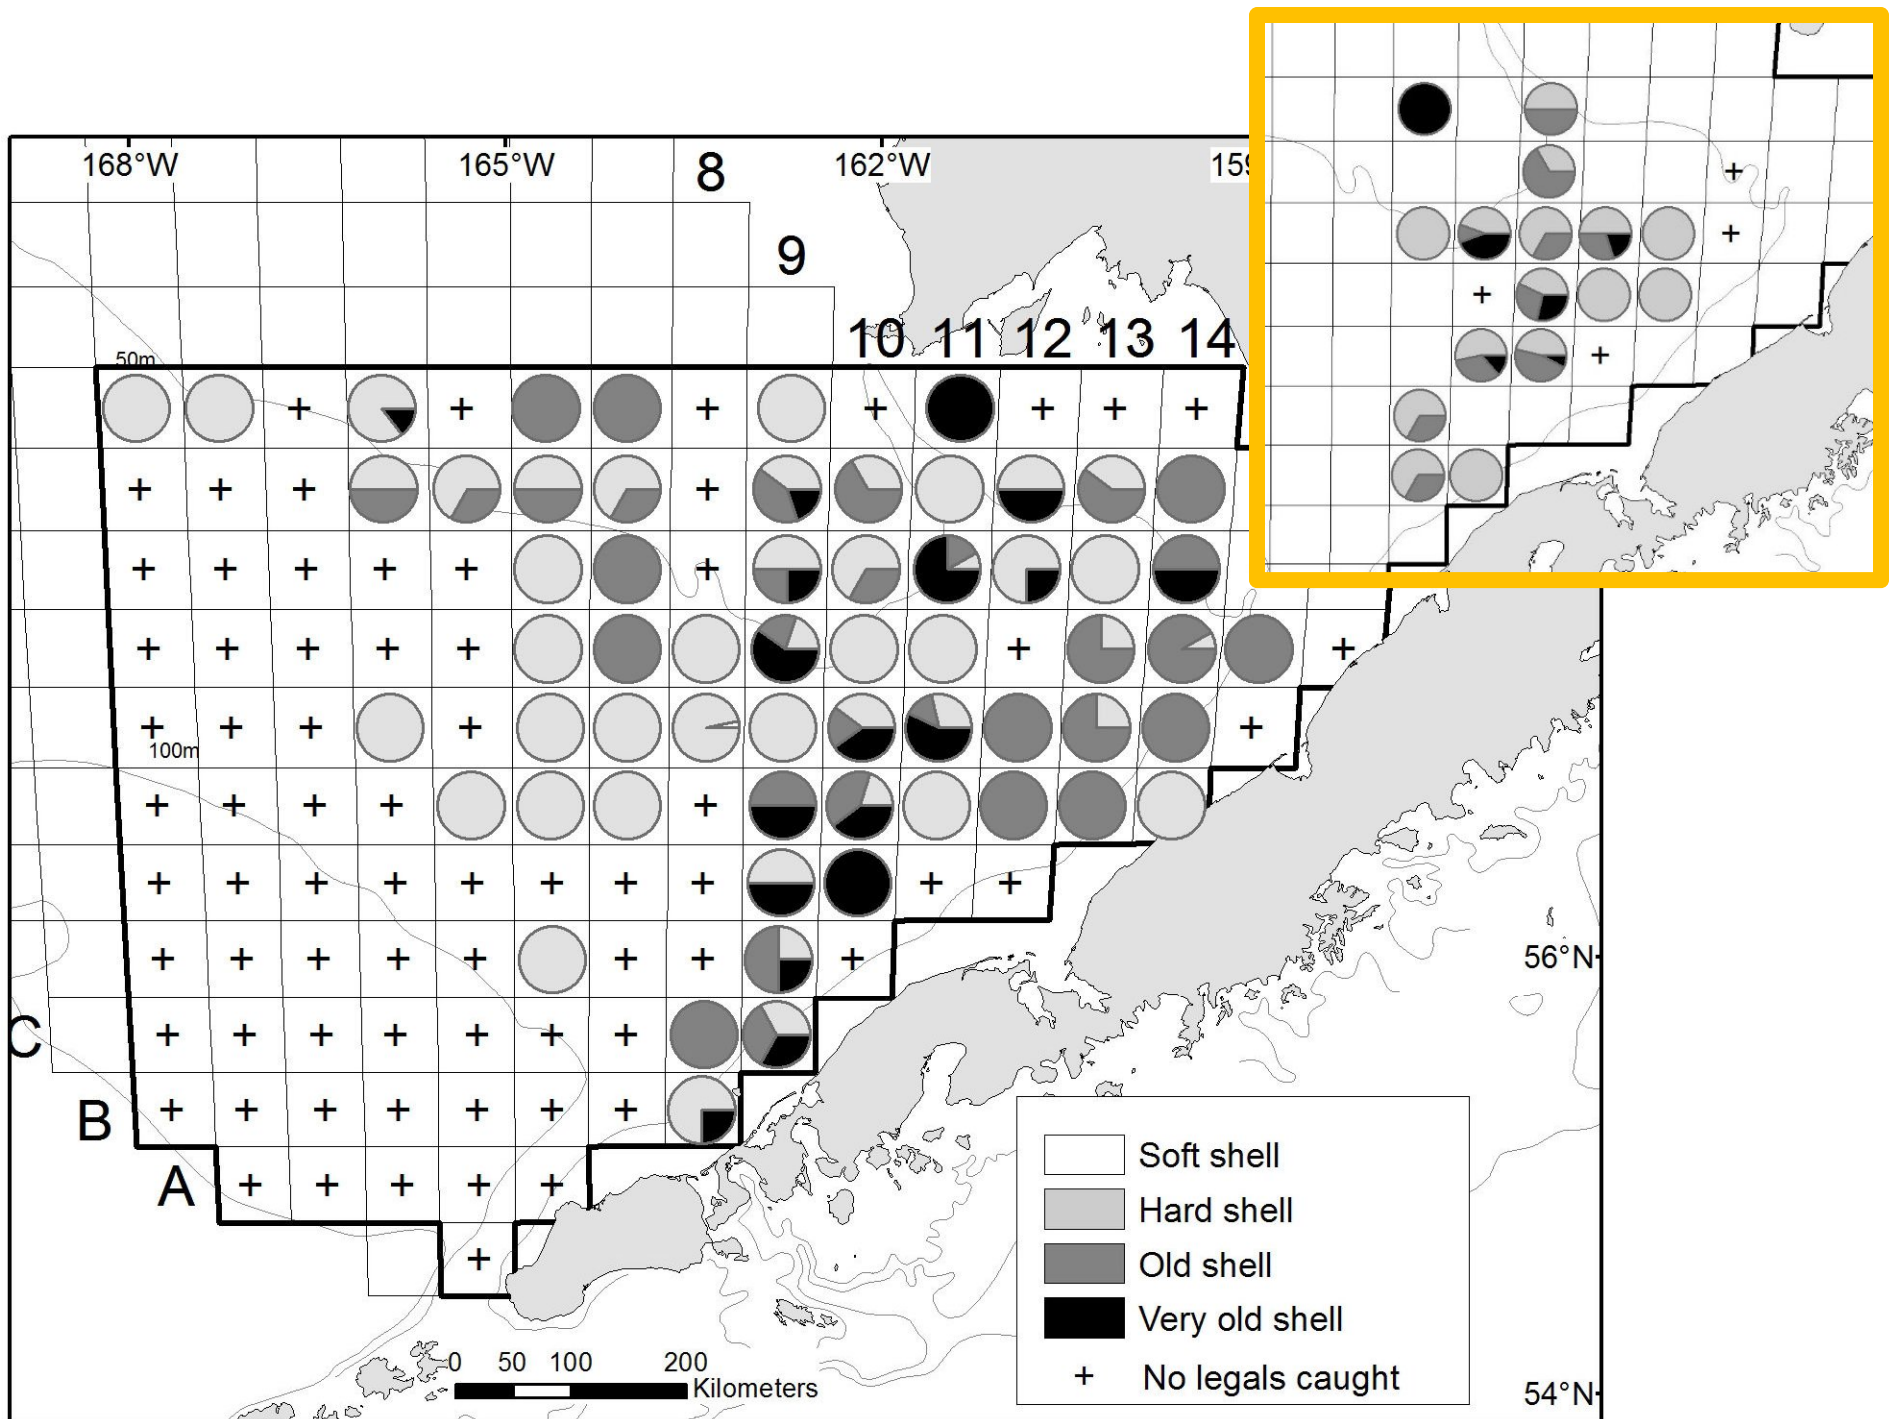 168°W 165°W 8 162°W 159
9
10 11 12 13 14
50m
100m
56°N
C
B
A
Soft shell
Hard shell
Old shell
Very old shell
+ No legals caught
0 50 100 200
Kilometers
54°N